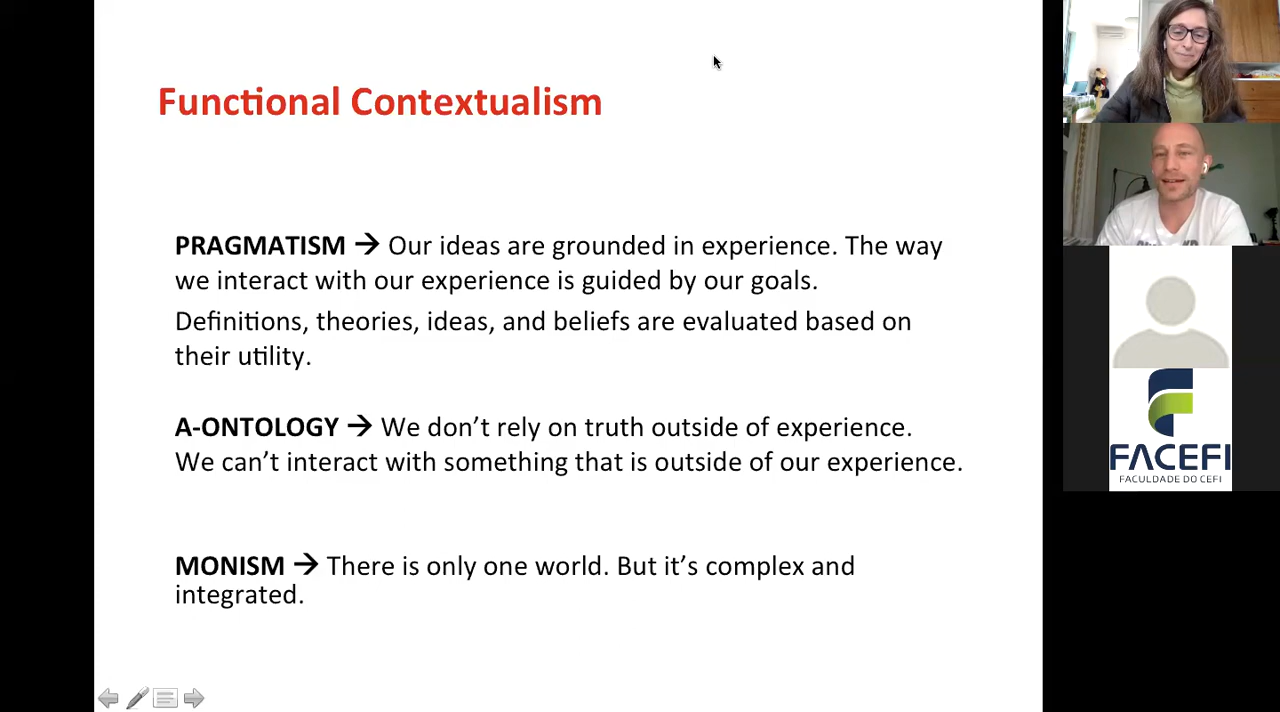 Functional Contextualism
PRAGMATISM → Our ideas are grounded in experience. The way
we interact with our experience is guided by our goals.
Definitions, theories, ideas, and beliefs are evaluated based on
their utility.
A-ONTOLOGY → We don’t rely on truth outside of experience.
We can’t interact with something that is outside of our experience.
MONISM → There is only one world. But it’s complex and
integrated.
FACEFI
FACULDADE DO CEFI